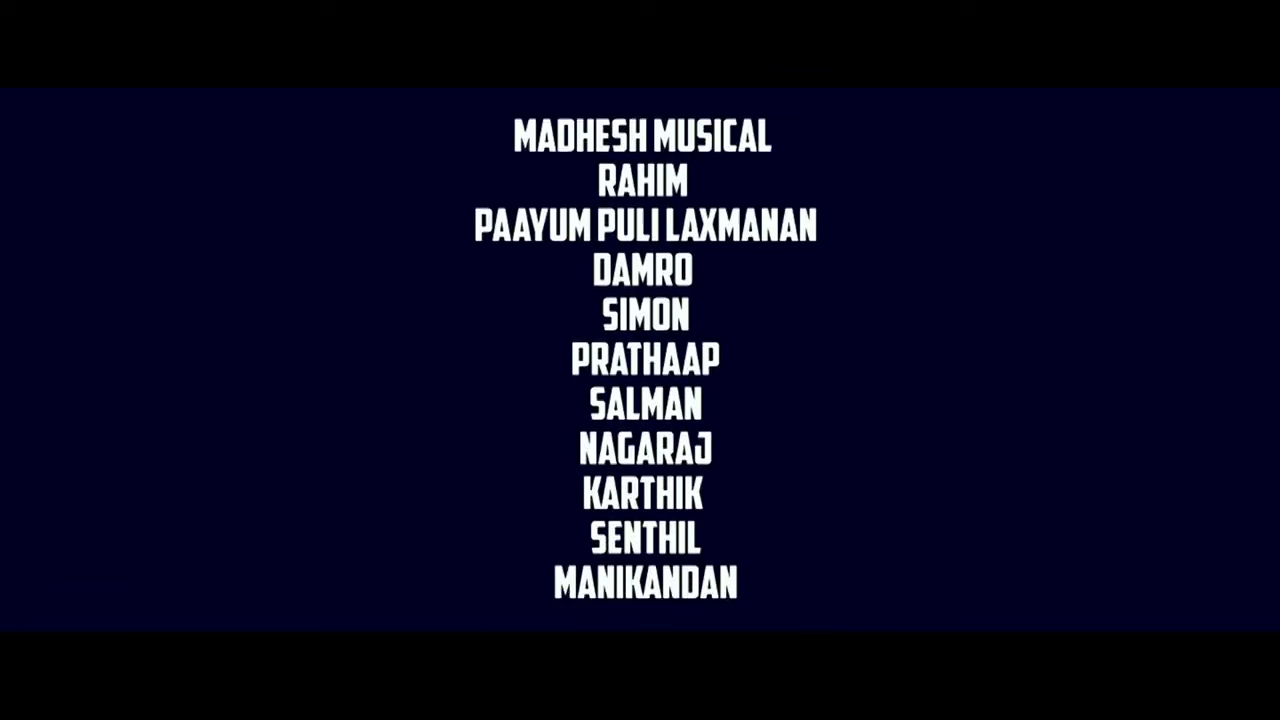 MADHESH MUSICAL
RAHIM
PAAYUM PULI LAXMANAN
DAMRO
SIMON
PRATHAAP
SALMAN
NAGARAJ
KARTHIK
SENTHIL
MANIKANDAN